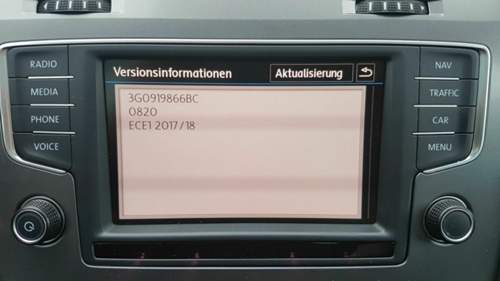 RADIO
MEDIA
PHONE
VOICE
Versionsinformationen
Aktualisierung
3G0919866BC
0820
ECE1 2017/18
NAV
TRAFFIC
CAR
MENU